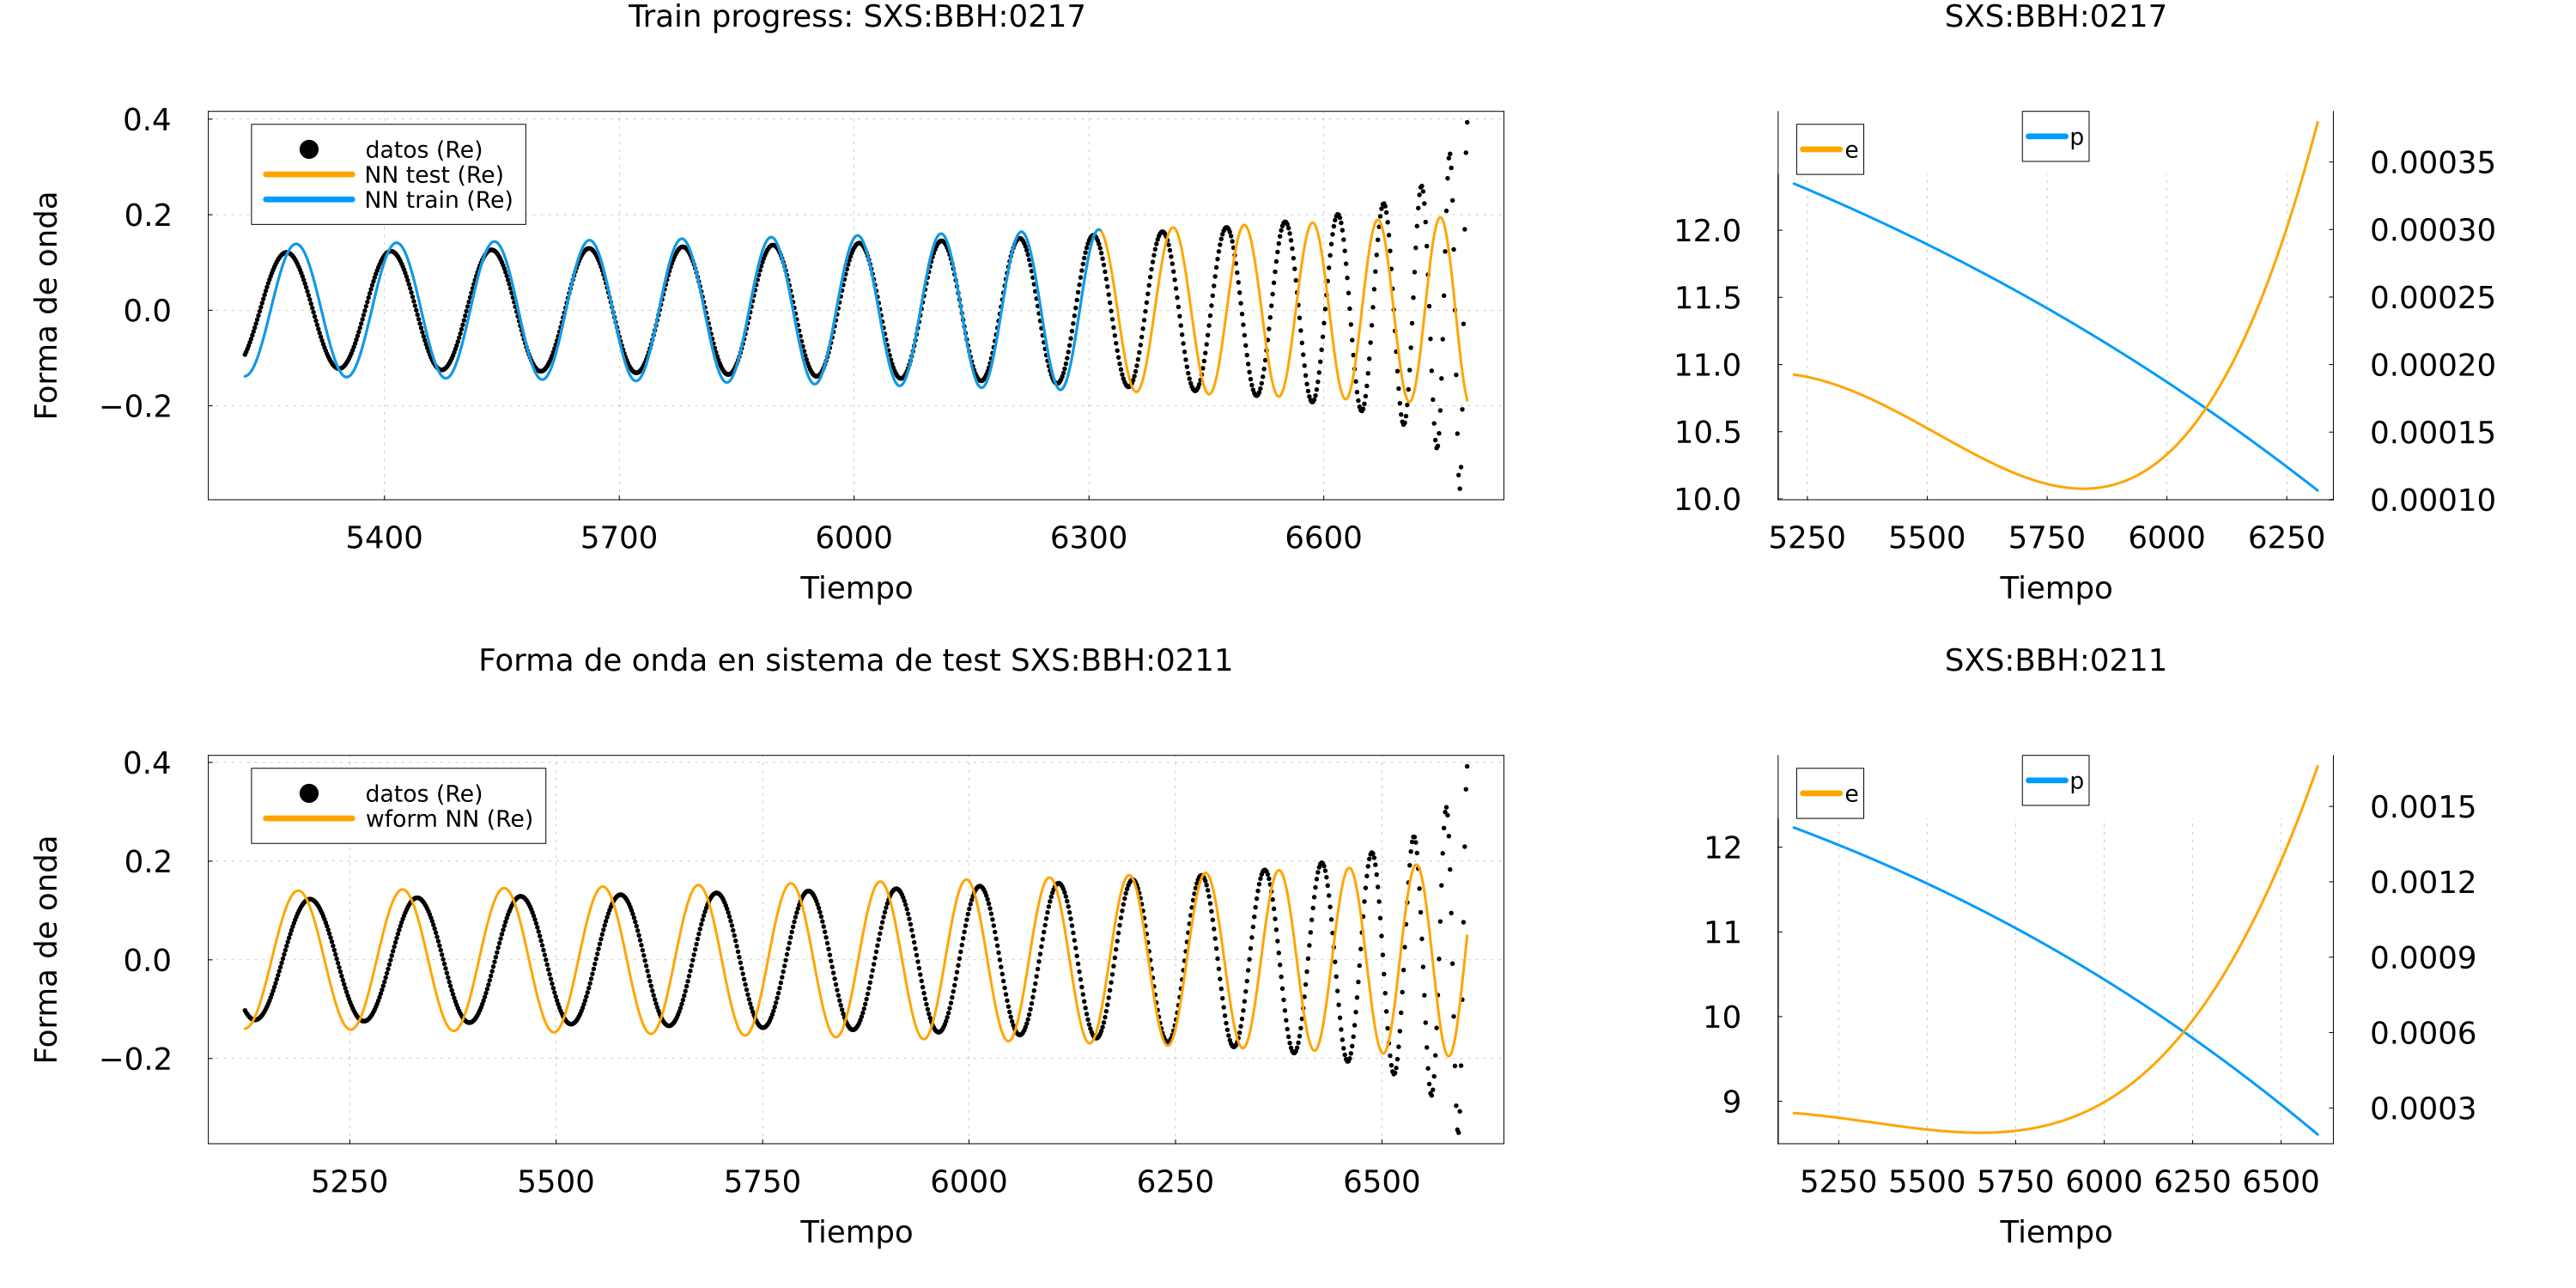 Train progress: SXS:BBH:0217
0.4
0.2
0.0
−0.2
Forma de onda
datos (Re)
NN test (Re)
NN train (Re)
5400 5700 6000 6300 6600
Tiempo
SXS:BBH:0217
e
p
12.0
11.5
11.0
10.5
10.0
0.00035
0.00030
0.00025
0.00020
0.00015
0.00010
5250 5500 5750 6000 6250
Tiempo
Forma de onda en sistema de test SXS:BBH:0211
0.4
0.2
0.0
−0.2
Forma de onda
datos (Re)
wform NN (Re)
5250 5500 5750 6000 6250 6500
Tiempo
SXS:BBH:0211
e
p
12
11
10
9
0.0015
0.0012
0.0009
0.0006
0.0003
5250 5500 5750 6000 6250 6500
Tiempo